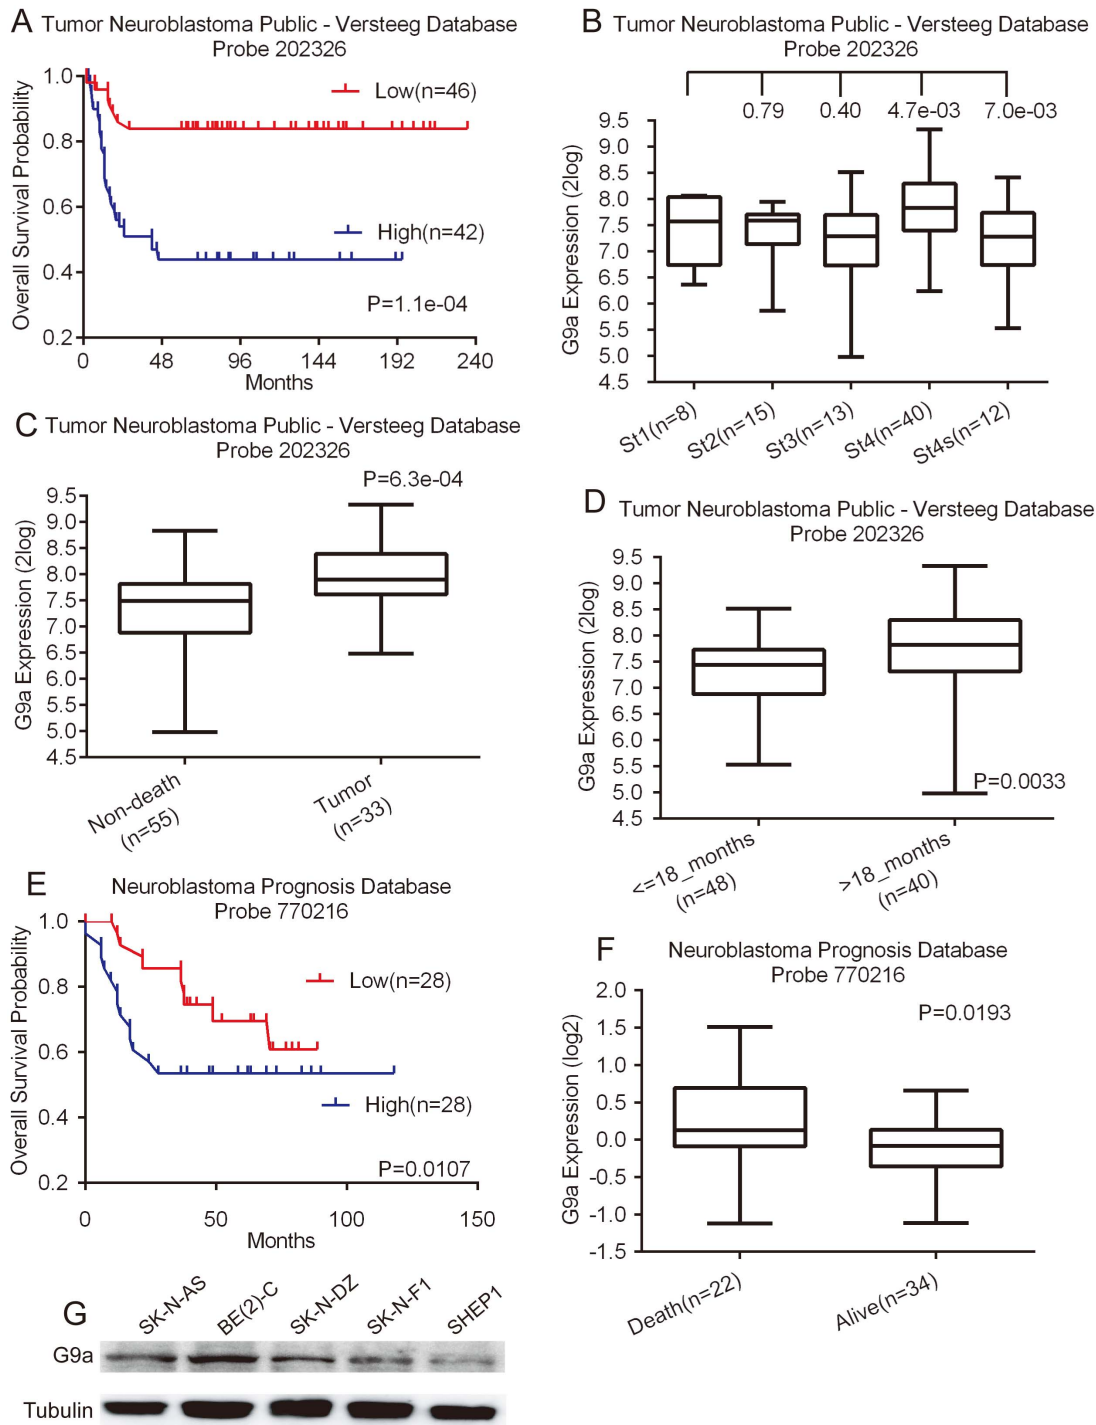 A Tumor Neuroblastoma Public - Versteeg Database
Probe 202326
Overall Survival Probability
1.0
0.8
0.6
0.4
0.2
Low(n=46)
High(n=42)
P=1.1e-04
0 48 96 144 192 240
Months
B Tumor Neuroblastoma Public - Versteeg Database
Probe 202326
0.79 0.40 4.7e-03 7.0e-03
G9a Expression (2log)
9.5
9.0
8.5
8.0
7.5
7.0
6.5
6.0
5.5
5.0
4.5
St1(n=8) St2(n=15) St3(n=13) St4(n=40) St4s(n=12)
C Tumor Neuroblastoma Public - Versteeg Database
Probe 202326
P=6.3e-04
G9a Expression (2log)
9.5
9.0
8.5
8.0
7.5
7.0
6.5
6.0
5.5
5.0
4.5
Non-death
(n=55)
Tumor
(n=33)
D Tumor Neuroblastoma Public - Versteeg Database
Probe 202326
G9a Expression (2log)
9.5
9.0
8.5
8.0
7.5
7.0
6.5
6.0
5.5
5.0
4.5
P=0.0033
<=18_months
(n=48)
>18_months
(n=40)
E Neuroblastoma Prognosis Database
Probe 770216
Overall Survival Probability
1.0
0.8
0.6
0.4
0.2
Low(n=28)
High(n=28)
P=0.0107
0 50 100 150
Months
F Neuroblastoma Prognosis Database
Probe 770216
P=0.0193
G9a Expression (log2)
2.0
1.5
1.0
0.5
0.0
-0.5
-1.0
-1.5
Death(n=22) Alive(n=34)
G SK-N-AS BE(2)-C SK-N-DZ SK-N-F1 SHEP1
G9a
Tubulin